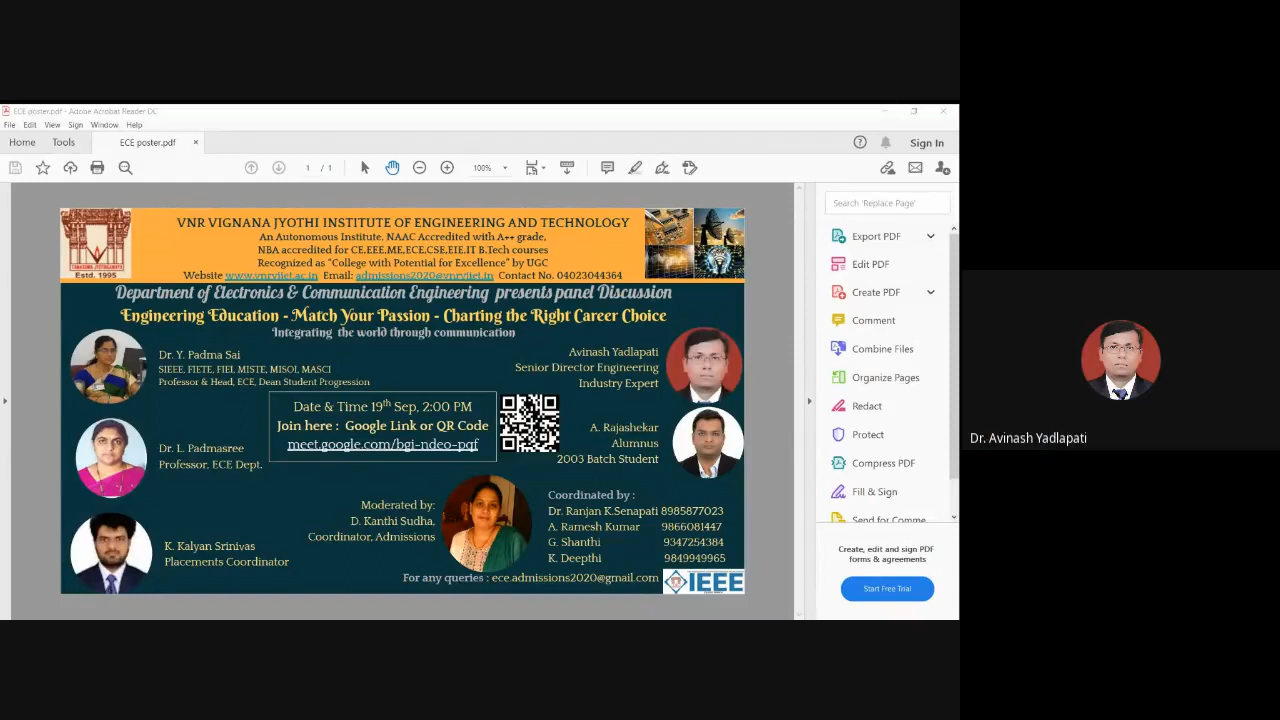 ECE poster.pdf - Adobe Acrobat Reader DC
File Edit View Sign Window Help
Home Tools ECE poster.pdf × Sign In
1 / 1 100%
VNR VIGNANA JYOTHI INSTITUTE OF ENGINEERING AND TECHNOLOGY
An Autonomous Institute, NAAC Accredited with A++ grade,
NBA accredited for CE,EEE,ME,ECE,CSE,EIE,IT B.Tech courses
Recognized as “College with Potential for Excellence” by UGC
Website www.vnrvjiet.ac.in Email: admissions2020@vnrvjiet.in Contact No. 04023044364
Estd. 1995
Department of Electronics & Communication Engineering presents panel Discussion
Engineering Education - Match Your Passion - Charting the Right Career Choice
Integrating the world through communication
Dr. Y. Padma Sai
SIEEE, FIETE, FIEI, MISTE, MISOI, MASCI
Professor & Head, ECE, Dean Student Progression
Avinash Yadlapati
Senior Director Engineering
Industry Expert
Date & Time 19th Sep, 2:00 PM
Join here : Google Link or QR Code
meet.google.com/bgi-ndeo-pqf
A. Rajashekar
Alumnus
2003 Batch Student
Dr. L. Padmasree
Professor, ECE Dept.
Moderated by:
D. Kanthi Sudha,
Coordinator, Admissions
Coordinated by :
Dr. Ranjan K.Senapati 8985877023
A. Ramesh Kumar 9866081447
G. Shanthi 9347254384
K. Deepthi 9849949965
K. Kalyan Srinivas
Placements Coordinator
For any queries : ece.admissions2020@gmail.com
IEEE
Search 'Replace Page'
Export PDF
Edit PDF
Create PDF
Comment
Combine Files
Organize Pages
Redact
Protect
Compress PDF
Fill & Sign
Send for Comme
Create, edit and sign PDF
forms & agreements
Start Free Trial
Dr. Avinash Yadlapati